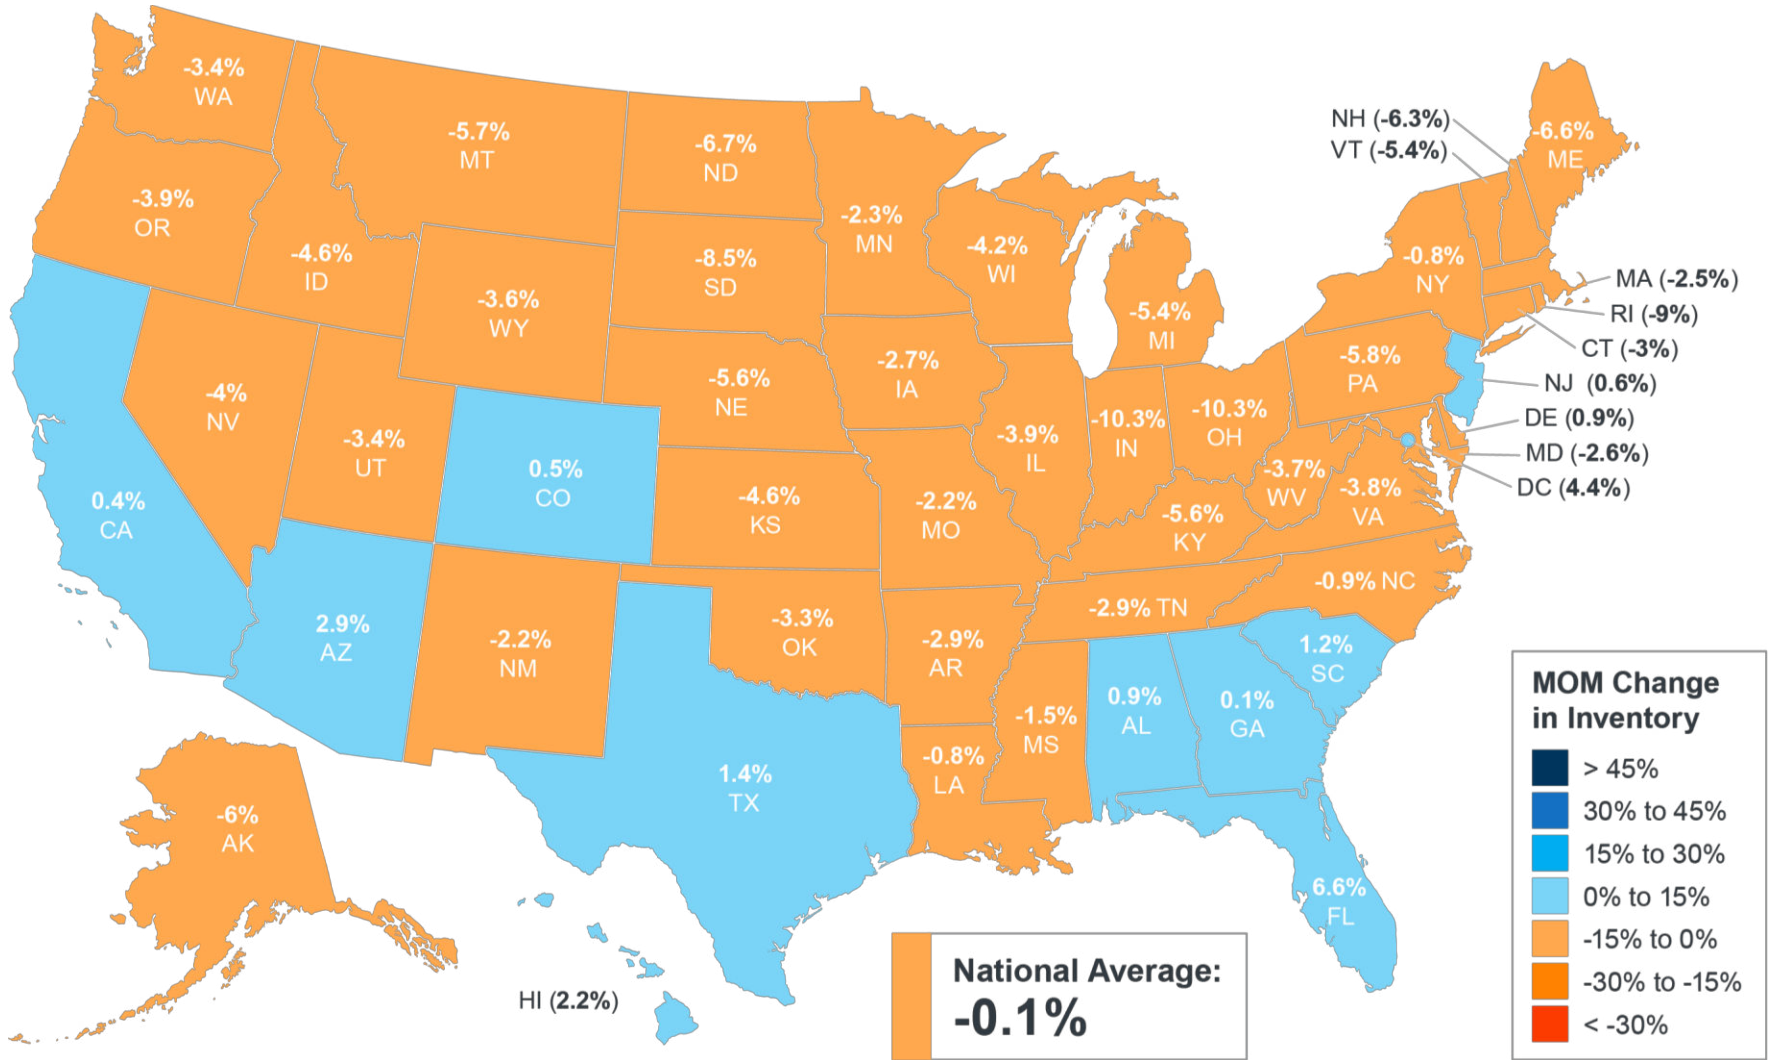 -3.4%
WA
-5.7%
MT
-6.7%
ND
-2.3%
MN
NH (-6.3%)
VT (-5.4%)
-6.6%
ME
-3.9%
OR
-4.6%
ID
-3.6%
WY
-8.5%
SD
-4.2%
WI
-5.4%
MI
-0.8%
NY
MA (-2.5%)
RI (-9%)
CT (-3%)
NJ (0.6%)
DE (0.9%)
MD (-2.6%)
DC (4.4%)
-4%
NV
-3.4%
UT
0.5%
CO
-5.6%
NE
-2.7%
IA
-3.9%
IL
-10.3%
IN
-10.3%
OH
-5.8%
PA
-3.7%
WV
-3.8%
VA
0.4%
CA
-4.6%
KS
-2.2%
MO
-5.6%
KY
-0.9% NC
-2.9% TN
2.9%
AZ
-2.2%
NM
-3.3%
OK
-2.9%
AR
1.2%
SC
-1.5%
MS
0.9%
AL
0.1%
GA
-0.8%
LA
1.4%
TX
6.6%
FL
-6%
AK
HI (2.2%)
National Average:
-0.1%
MOM Change
in Inventory
> 45%
30% to 45%
15% to 30%
0% to 15%
-15% to 0%
-30% to -15%
< -30%